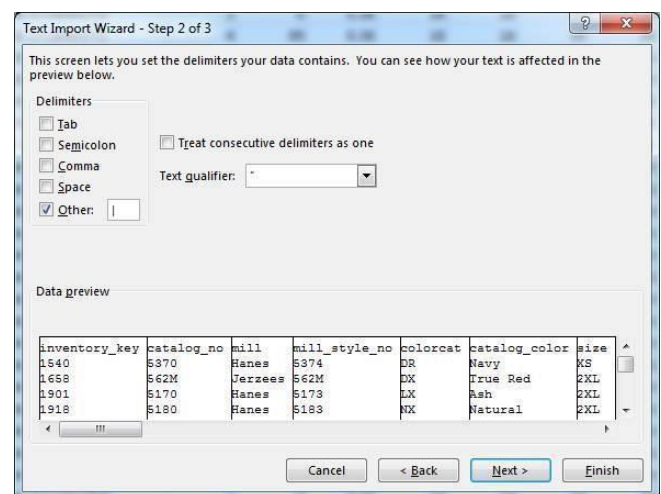 Text Import Wizard - Step 2 of 3
This screen lets you set the delimiters your data contains. You can see how your text is affected in the
preview below.
Delimiters
Tab
Semicolon
Comma
Space
Other: |
Treat consecutive delimiters as one
Text qualifier: "
Data preview
inventory_key catalog_no mill mill_style_no colorcat catalog_color size
1540 5370 Hanes 5374 DR Navy XS
1658 562M Jerzees 562M DX True Red 2XL
1901 5170 Hanes 5173 LX Ash 2XL
1918 5180 Hanes 5183 NX Natural 2XL
Cancel < Back Next > Finish